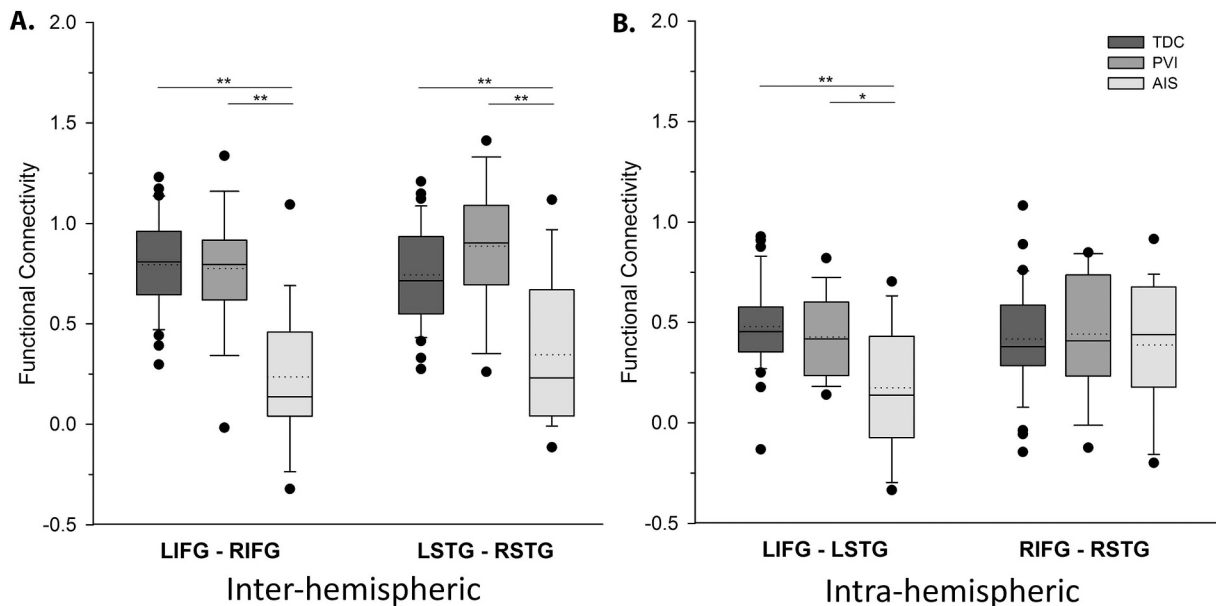 A.
Functional Connectivity
2.0
1.5
1.0
0.5
0.0
-0.5
**
**
**
**
LIFG - RIFG
LSTG - RSTG
Inter-hemispheric
B.
Functional Connectivity
2.0
1.5
1.0
0.5
0.0
-0.5
TDC
PVI
AIS
**
*
LIFG - LSTG
RIFG - RSTG
Intra-hemispheric